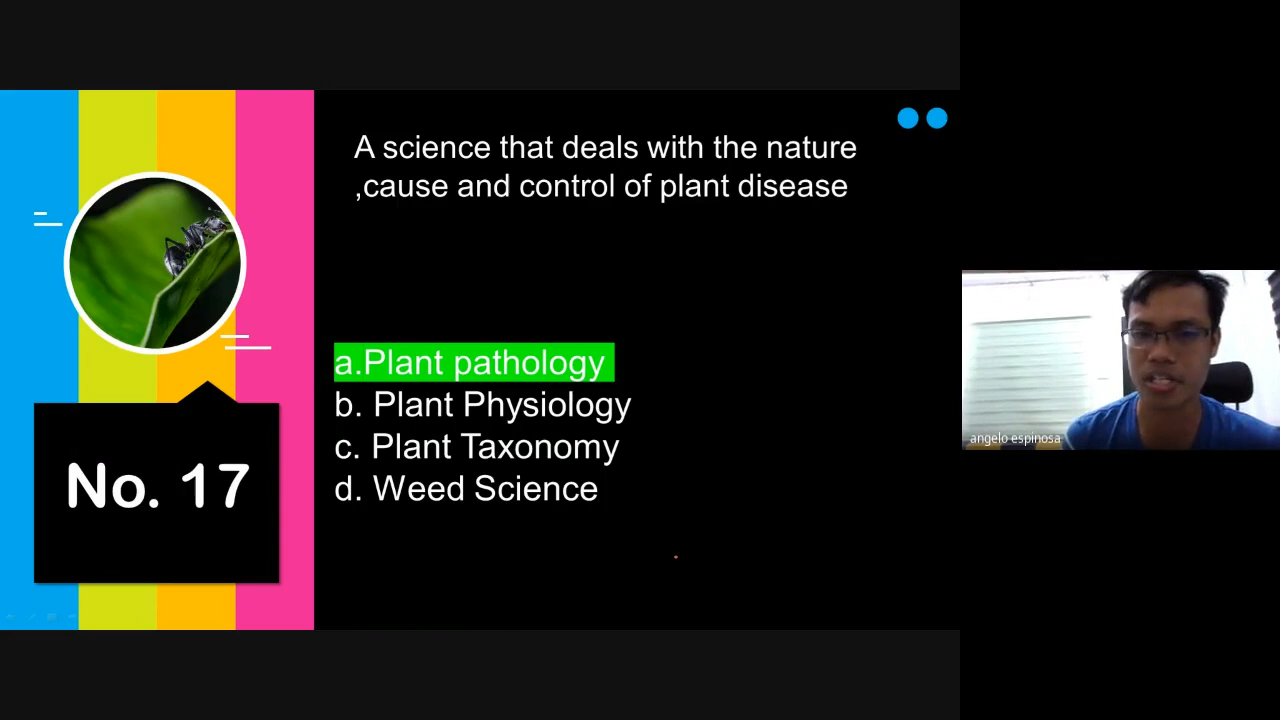 A science that deals with the nature
,cause and control of plant disease
a.Plant pathology
b. Plant Physiology
c. Plant Taxonomy
d. Weed Science
No. 17
angelo espinosa